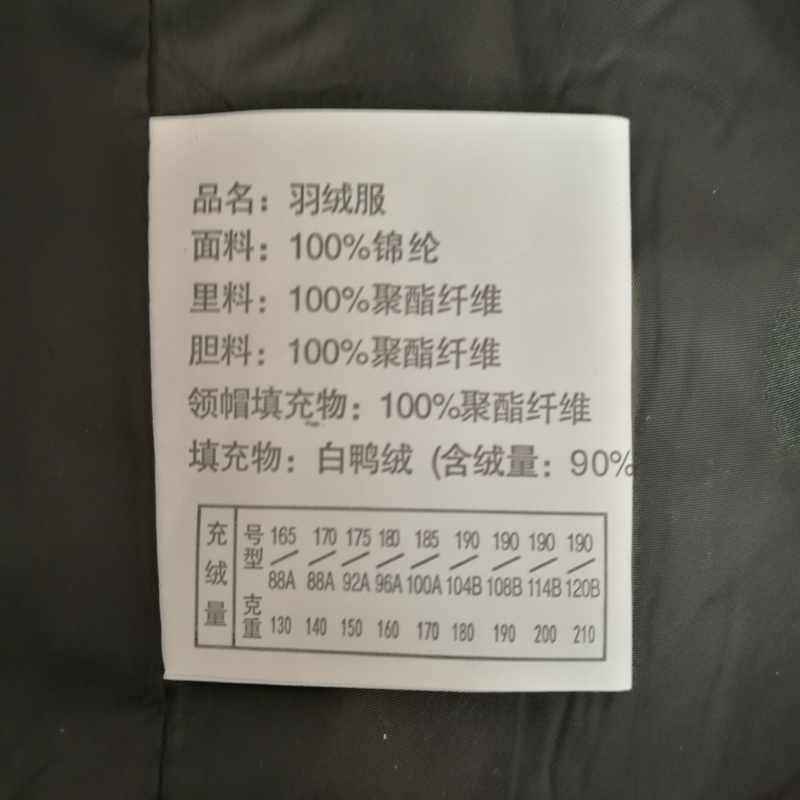 品名：羽绒服
面料：100%锦纶
里料：100%聚酯纤维
胆料：100%聚酯纤维
领帽填充物：100%聚酯纤维
填充物：白鸭绒 (含绒量：90%
充绒量 号型 165/88A 170/88A 175/92A 180/96A 185/100A 190/104B 190/108B 190/114B 190/120B
克重 130 140 150 160 170 180 190 200 210